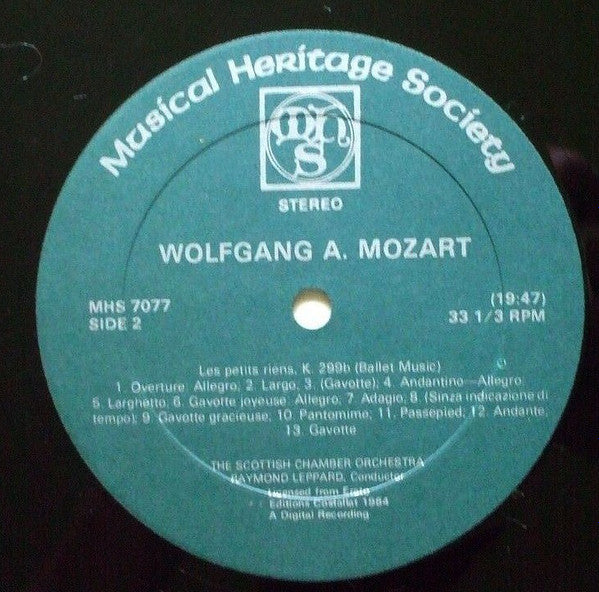 Musical Heritage Society
mhs
STEREO
WOLFGANG A. MOZART
MHS 7077
SIDE 2
(19:47)
33 1/3 RPM
Les petits riens, K. 299b (Ballet Music)
1. Overture: Allegro; 2. Largo; 3. (Gavotte); 4. Andantino—Allegro;
5. Larghetto; 6. Gavotte joyeuse: Allegro; 7. Adagio; 8. (Sinza indicazione di
tempo); 9. Gavotte gracieuse; 10. Pantomimo; 11. Passepied; 12. Andante;
13. Gavotte
THE SCOTTISH CHAMBER ORCHESTRA
RAYMOND LEPPARD, Conductor
Licensed from Erato
Editions Costallat 1984
A Digital Recording